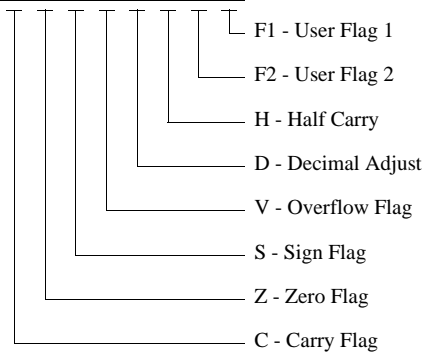 F1 - User Flag 1
F2 - User Flag 2
H - Half Carry
D - Decimal Adjust
V - Overflow Flag
S - Sign Flag
Z - Zero Flag
C - Carry Flag